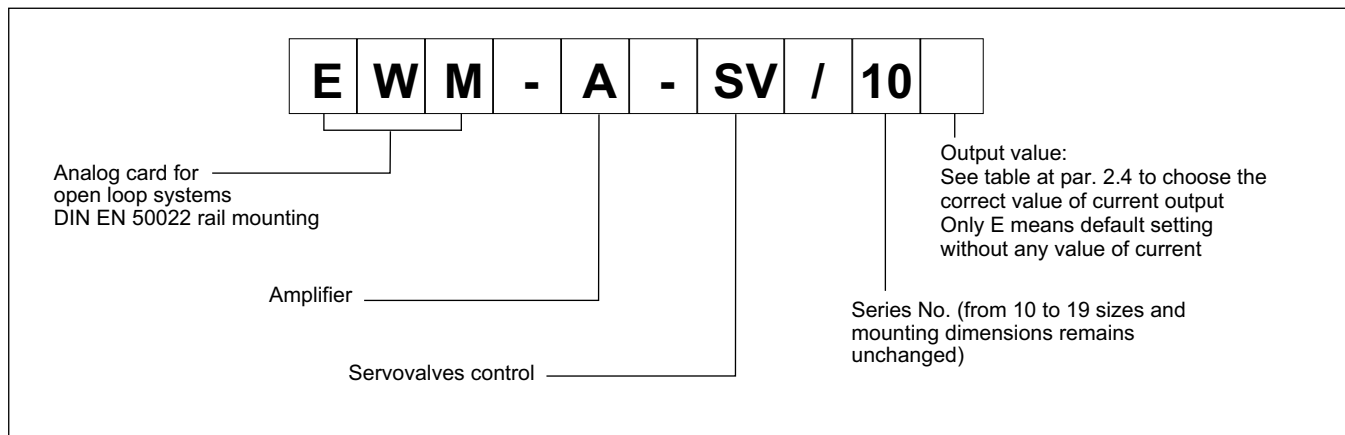 E W M - A - SV / 10
Analog card for
open loop systems
DIN EN 50022 rail mounting
Amplifier
Servovalves control
Output value:
See table at par. 2.4 to choose the
correct value of current output
Only E means default setting
without any value of current
Series No. (from 10 to 19 sizes and
mounting dimensions remains
unchanged)